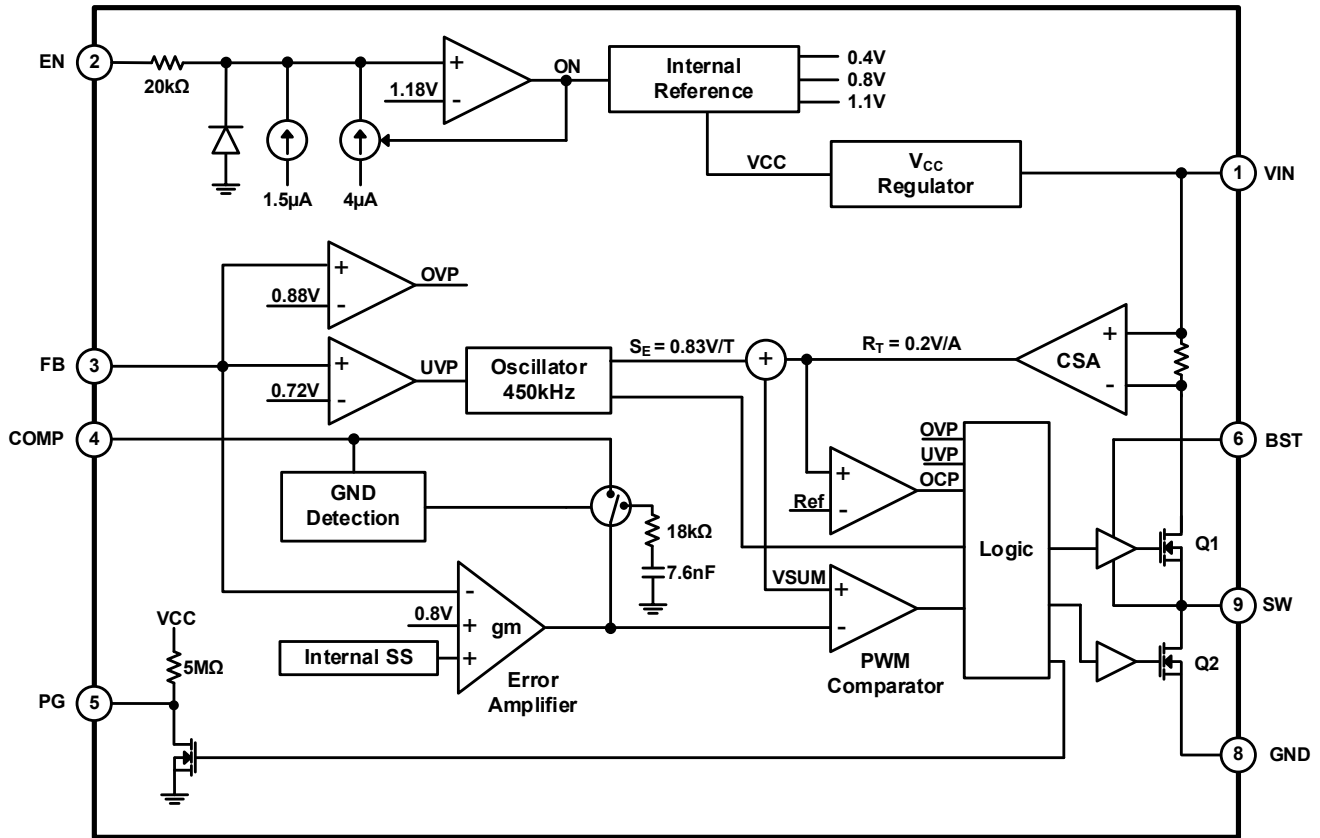 EN
2
20kΩ
1.18V
+
-
ON
Internal
Reference
0.4V
0.8V
1.1V
1.5µA
4µA
VCC
VCC
Regulator
1
VIN
+
0.88V
-
OVP
FB
3
+
0.72V
-
UVP
Oscillator
450kHz
SE = 0.83V/T
+
RT = 0.2V/A
CSA
+
-
COMP
4
GND
Detection
18kΩ
7.6nF
+
Ref
-
OVP
UVP
OCP
Logic
6
BST
Q1
VSUM
+
-
PWM
Comparator
9
SW
Q2
-
0.8V
+
Internal SS
+
gm
Error
Amplifier
VCC
5MΩ
PG
5
8
GND